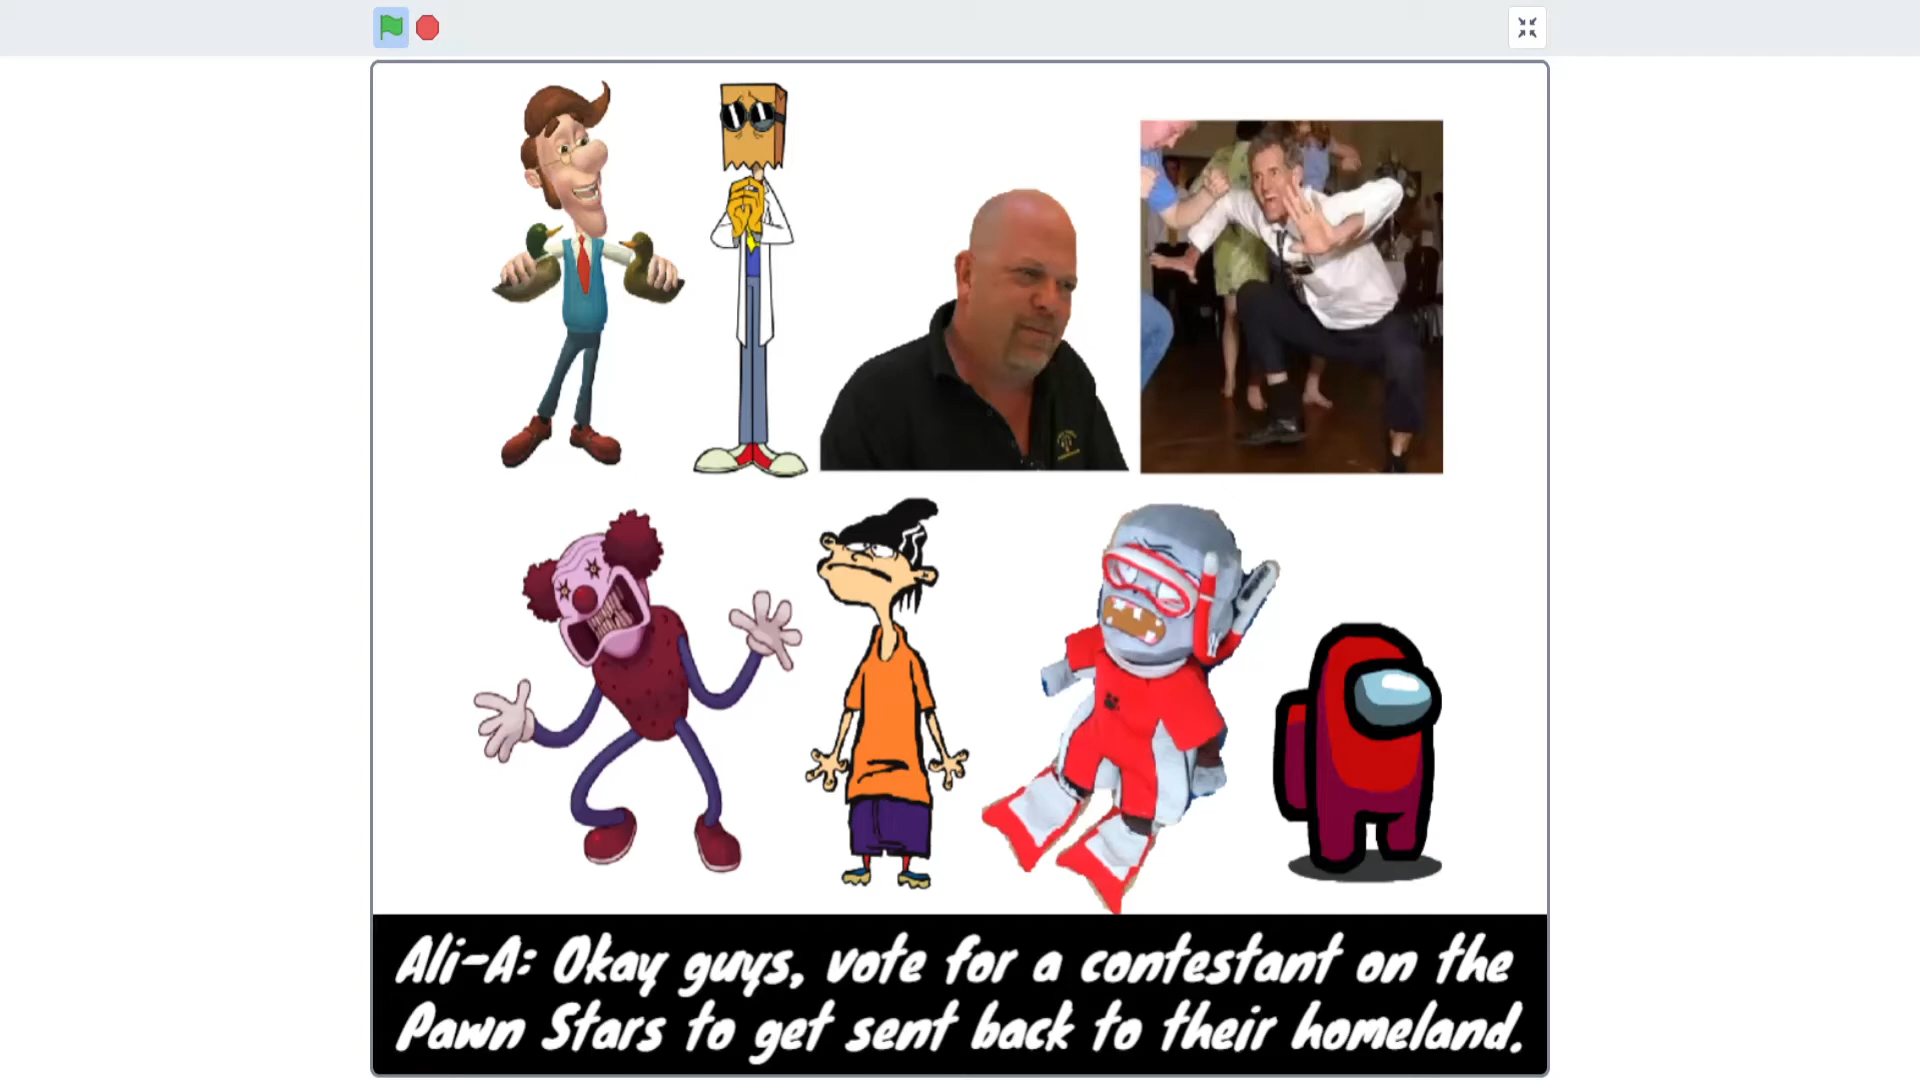 Ali-A: Okay guys, vote for a contestant on the
Pawn Stars to get sent back to their homeland.